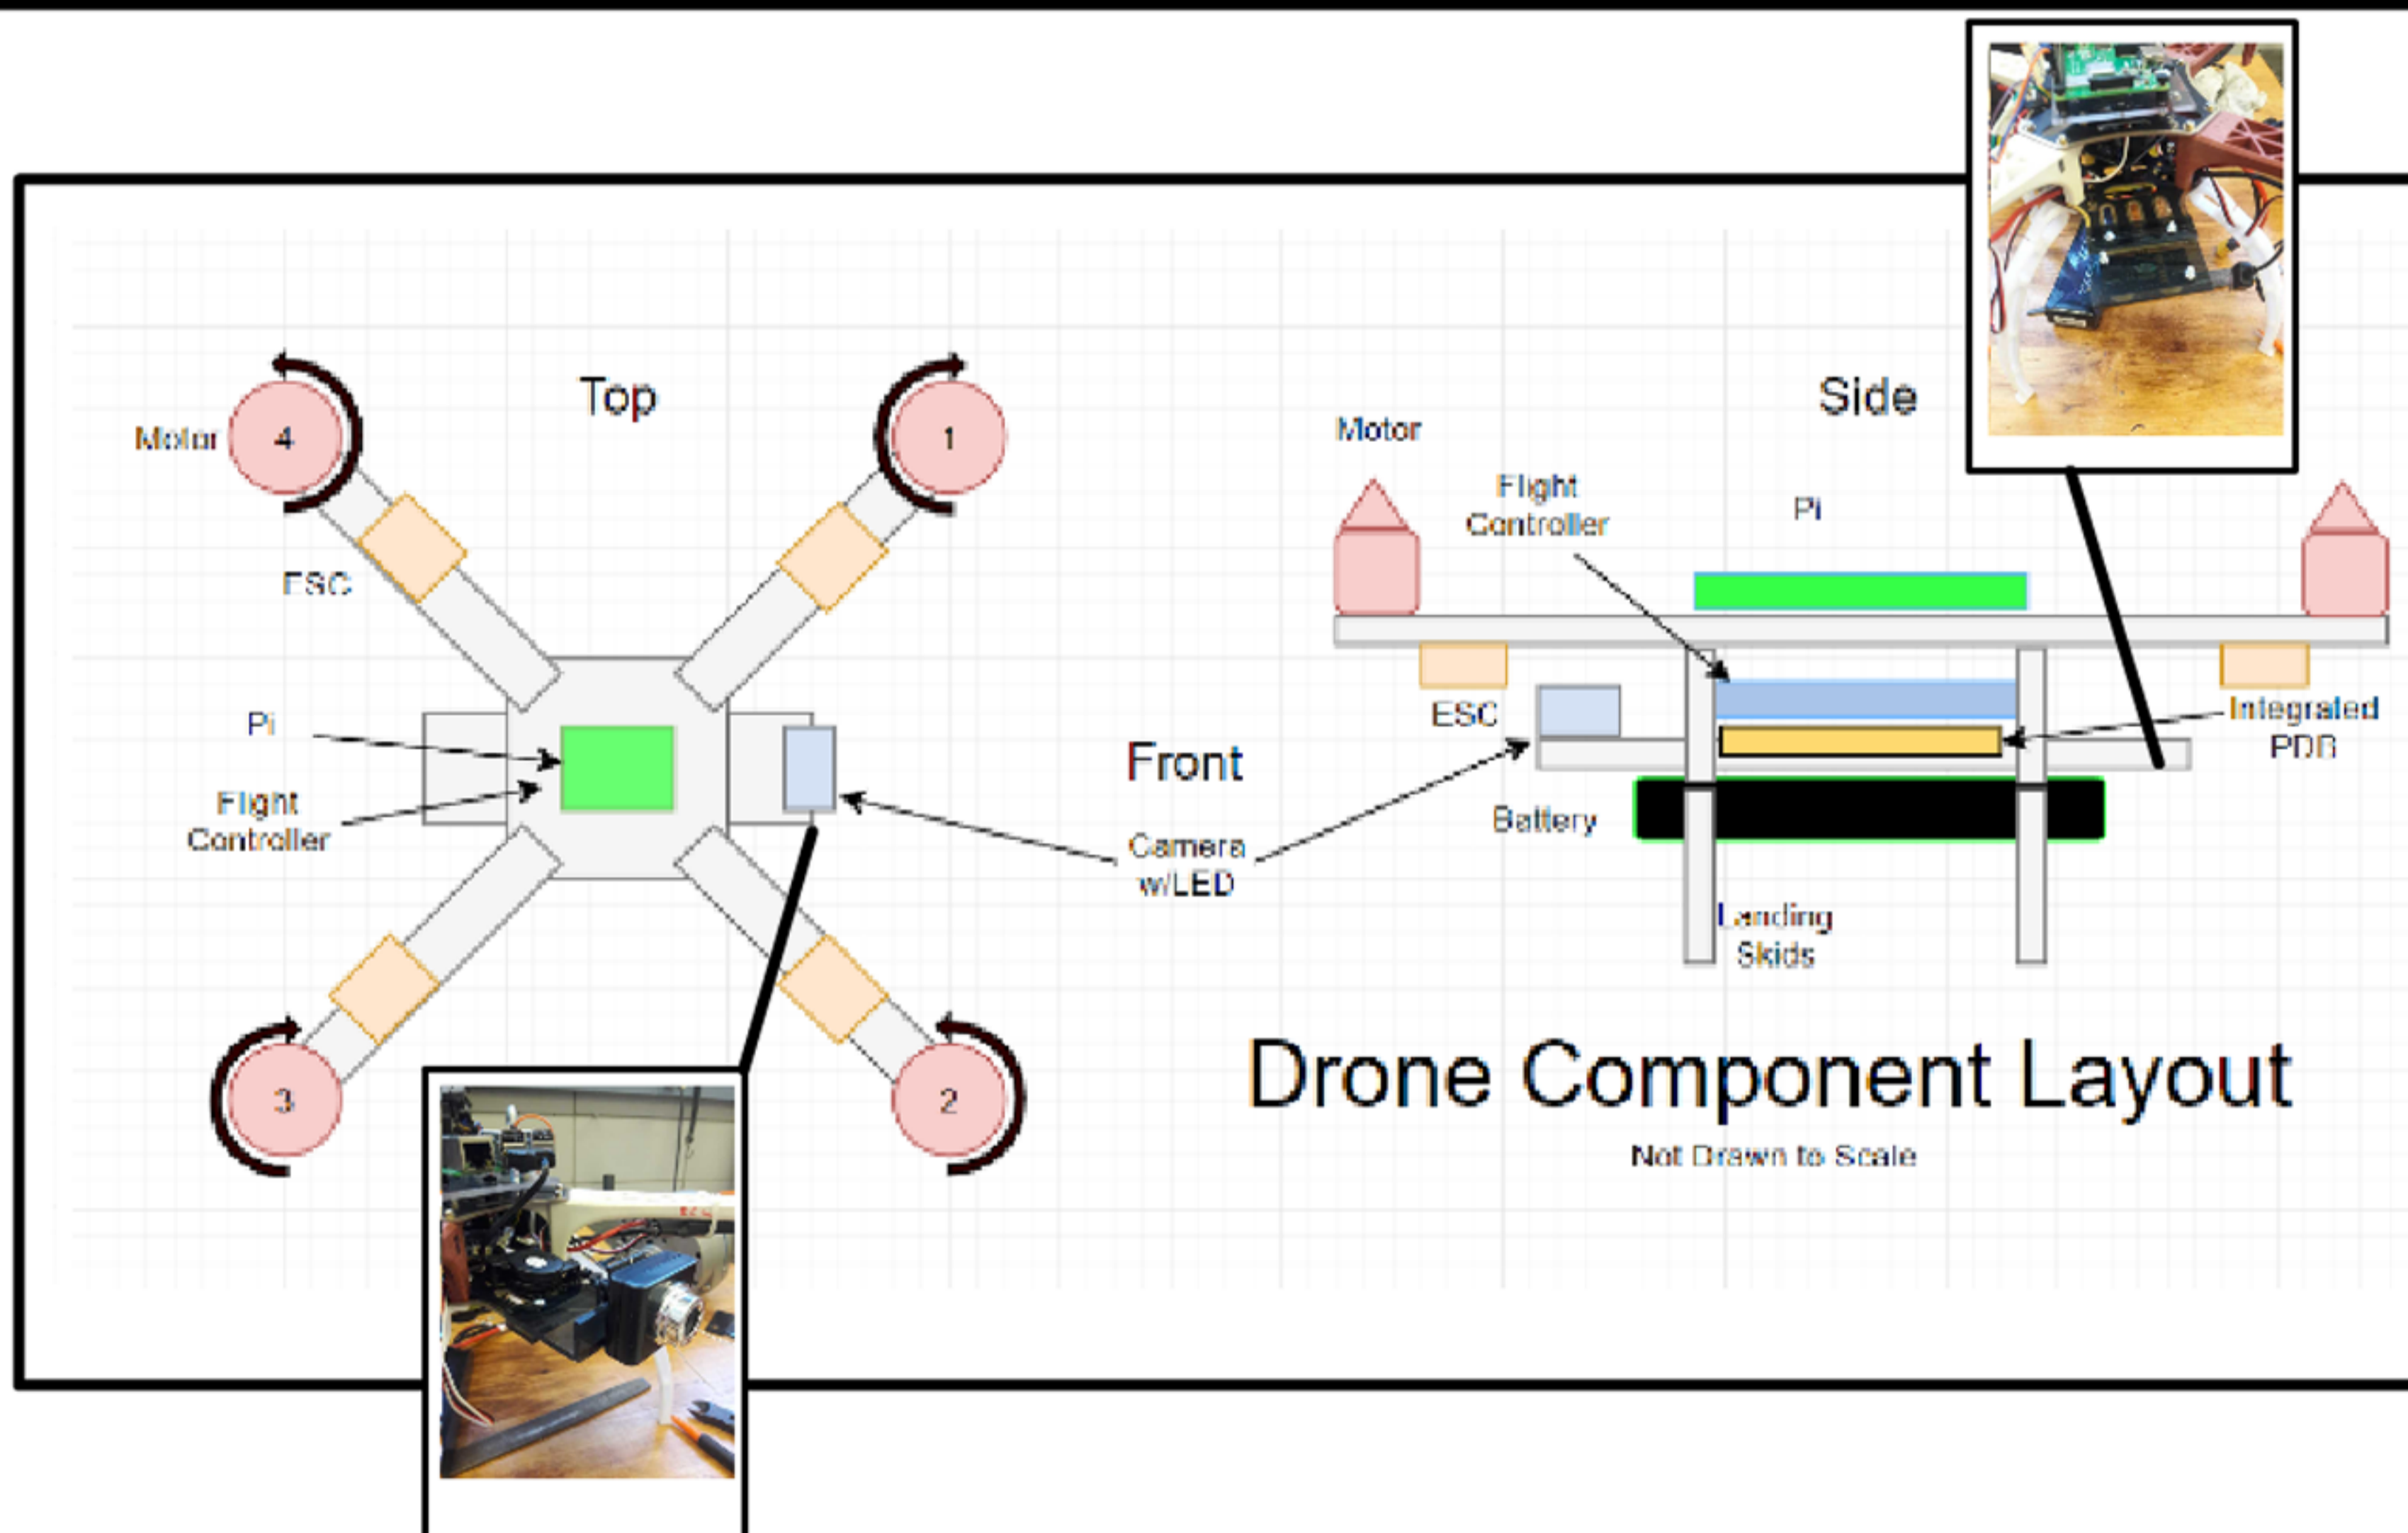 Top
Side
Motor
4
1
Motor
Flight
Controller
Pi
ESC
Pi
Flight
Controller
Front
Camera
w/LED
ESC
Integrated
PDB
Battery
Landing
Skids
3
2
Drone Component Layout
Not Drawn to Scale